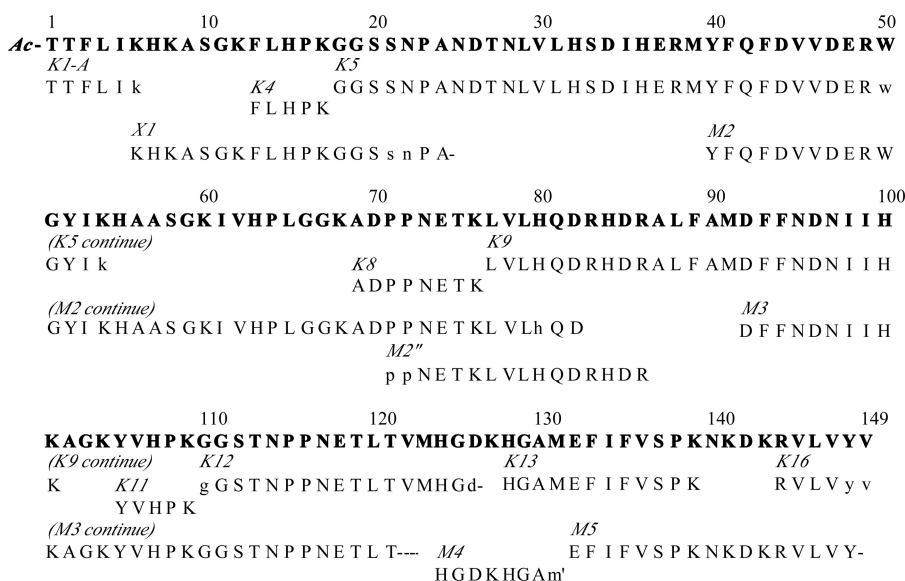 1 10 20 30 40 50
Ac- T T F L I K H K A S G K F L H P K G G S S N P A N D T N L V L H S D I H E R M Y F Q F D V V D E R W
K1-A K5
T T F L I k K4 G G S S N P A N D T N L V L H S D I H E R M Y F Q F D V V D E R w
F L H P K
X1 M2
K H K A S G K F L H P K G G S s n P A- Y F Q F D V V D E R W
60 70 80 90 100
G Y I K H A A S G K I V H P L G G K A D P P N E T K L V L H Q D R H D R A L F A M D F F N D N I I H
(K5 continue) K9
G Y I k K8 L V L H Q D R H D R A L F A M D F F N D N I I H
A D P P N E T K
(M2 continue) M3
G Y I K H A A S G K I V H P L G G K A D P P N E T K L V L h Q D D F F N D N I I H
M2"
p p N E T K L V L H Q D R H D R
110 120 130 140 149
K A G K Y V H P K G G S T N P P N E T L T V M H G D K H G A M E F I F V S P K N K D K R V L V Y V
(K9 continue) K12 K13 K16
K K11 g G S T N P P N E T L T V M H G d- H G A M E F I F V S P K R V L V y v
Y V H P K
(M3 continue) M5
K A G K Y V H P K G G S T N P P N E T L T---- M4 E F I F V S P K N K D K R V L V Y-
H G D K H G A m'